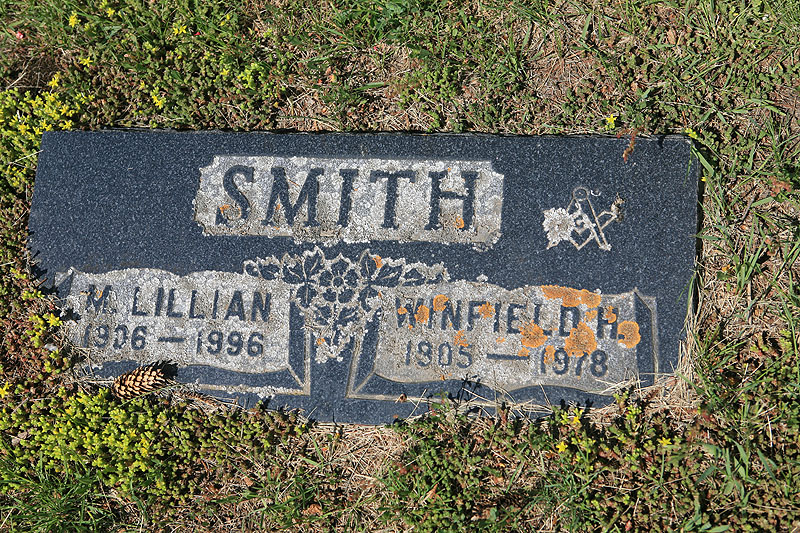 SMITH
M. LILLIAN
1906 — 1996
WINFIELD H.
1905 — 1978